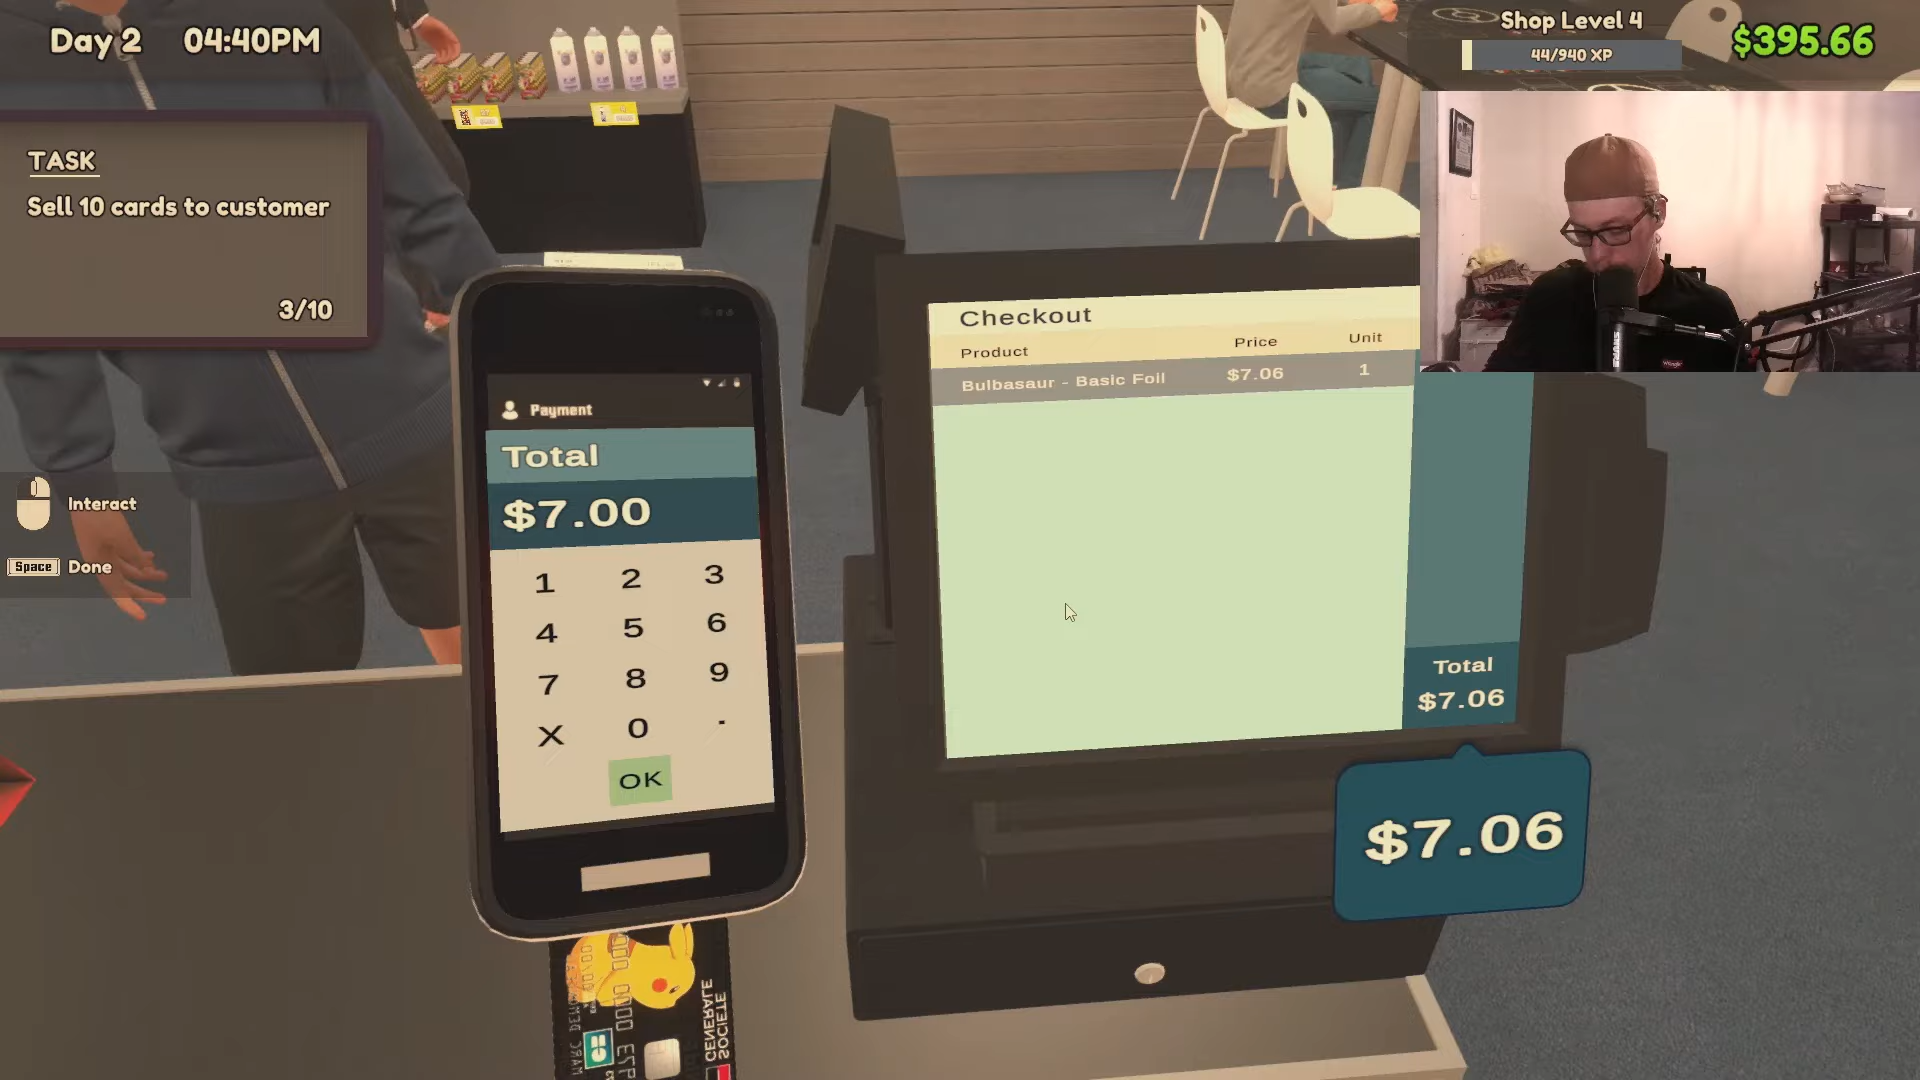 Day 2 04:40PM
Shop Level 4
44/940 XP
$395.66
TASK
Sell 10 cards to customer
3/10
Interact
Space Done
Payment
Total
$7.00
1 2 3
4 5 6
7 8 9
X 0 .
OK
Checkout
Product Price Unit
Bulbasaur - Basic Foil $7.06 1
Total
$7.06
$7.06
SOCIETE
GENERALE